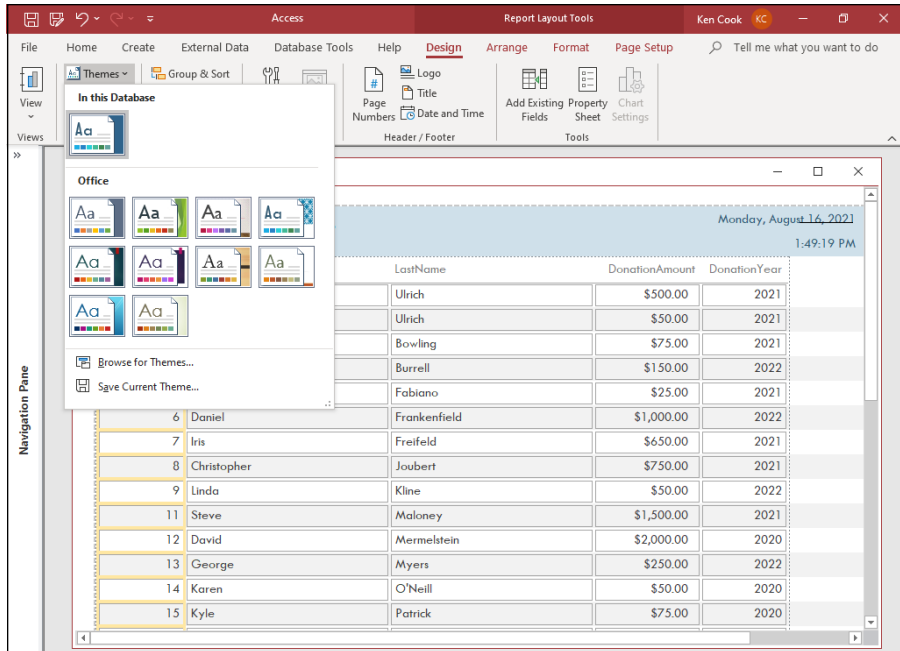 Access Report Layout Tools Ken Cook KC
File Home Create External Data Database Tools Help Design Arrange Format Page Setup Tell me what you want to do
Themes Group & Sort
Logo
Title
Date and Time
View
Page Numbers
Add Existing Fields
Property Sheet
Chart Settings
Views Header / Footer Tools
In this Database
Aa
Office
Aa Aa Aa Aa
Aa Aa Aa Aa
Aa Aa
Browse for Themes...
Save Current Theme...
Navigation Pane
Monday, August 16, 2021
1:49:19 PM
LastName DonationAmount DonationYear
Ulrich $500.00 2021
Ulrich $50.00 2021
Bowling $75.00 2021
Burrell $150.00 2022
Fabiano $25.00 2021
6 Daniel Frankenfield $1,000.00 2022
7 Iris Freifeld $650.00 2021
8 Christopher Joubert $750.00 2021
9 Linda Kline $50.00 2022
11 Steve Maloney $1,500.00 2021
12 David Mermelstein $2,000.00 2020
13 George Myers $250.00 2022
14 Karen O'Neill $50.00 2020
15 Kyle Patrick $75.00 2020